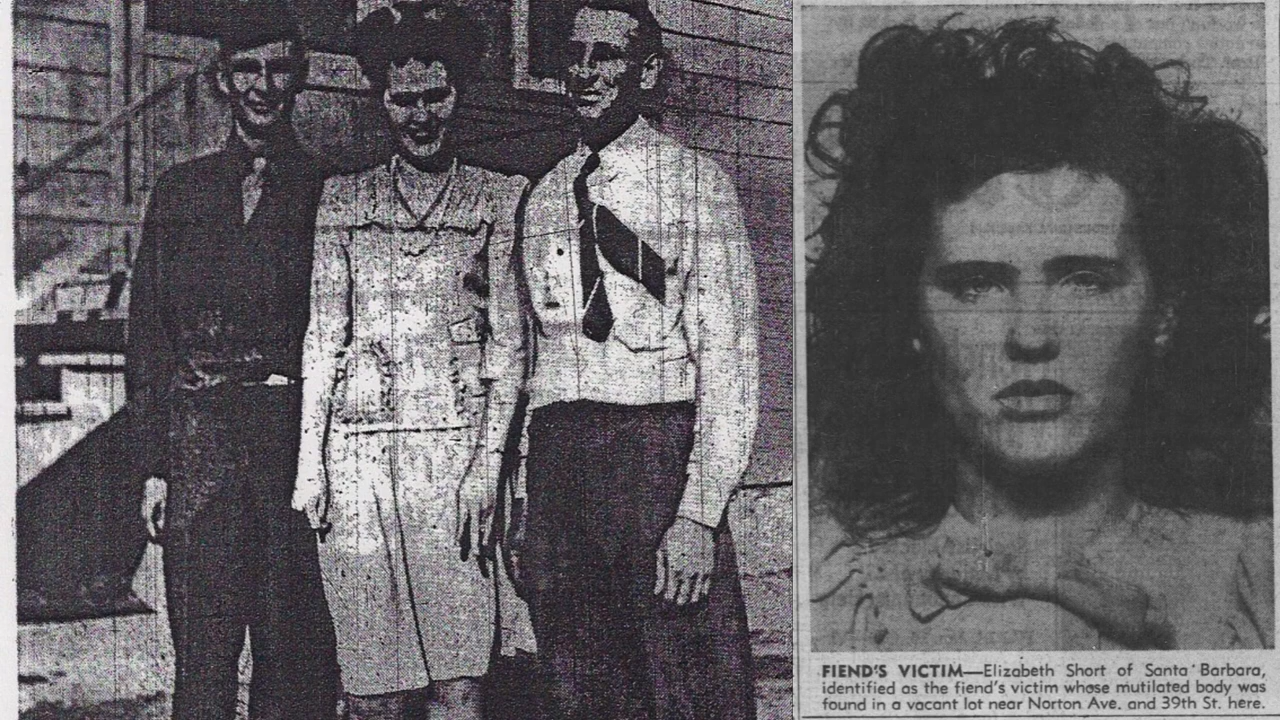 FIEND'S VICTIM—Elizabeth Short of Santa Barbara,
identified as the fiend's victim whose mutilated body was
found in a vacant lot near Norton Ave. and 39th St. here.